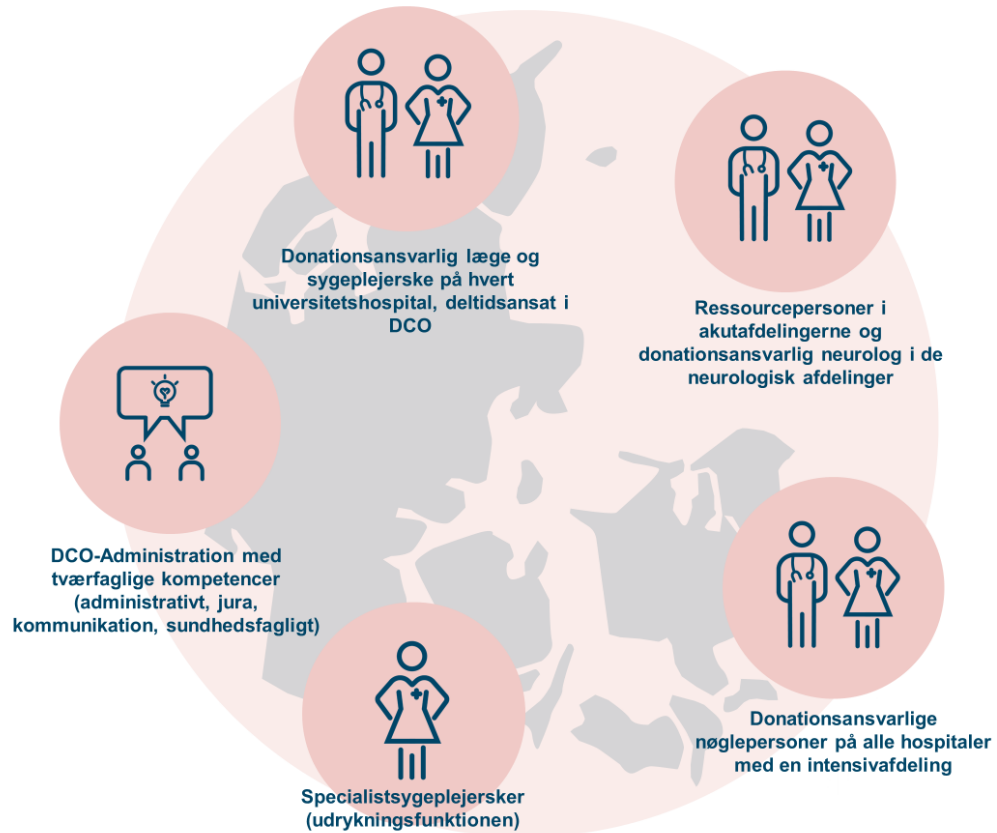 Donationsansvarlig læge og
sygeplejerske på hvert
universitetshospital, deltidsansat i
DCO
Ressourcepersoner i
akutafdelingerne og
donationsansvarlig neurolog i de
neurologisk afdelinger
DCO-Administration med
tværfaglige kompetencer
(administrativt, jura,
kommunikation, sundhedsfagligt)
Donationsansvarlige
nøglepersoner på alle hospitaler
med en intensivafdeling
Specialistsygeplejersker
(udrykningsfunktionen)